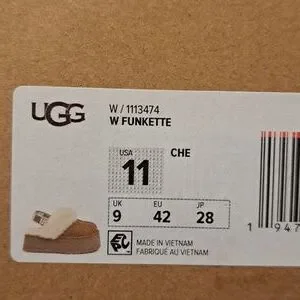 UGG
W / 1113474
W FUNKETTE
USA
11
CHE
UK EU JP
9 42 28
MADE IN VIETNAM
FABRIQUÉ AU VIETNAM
1 947